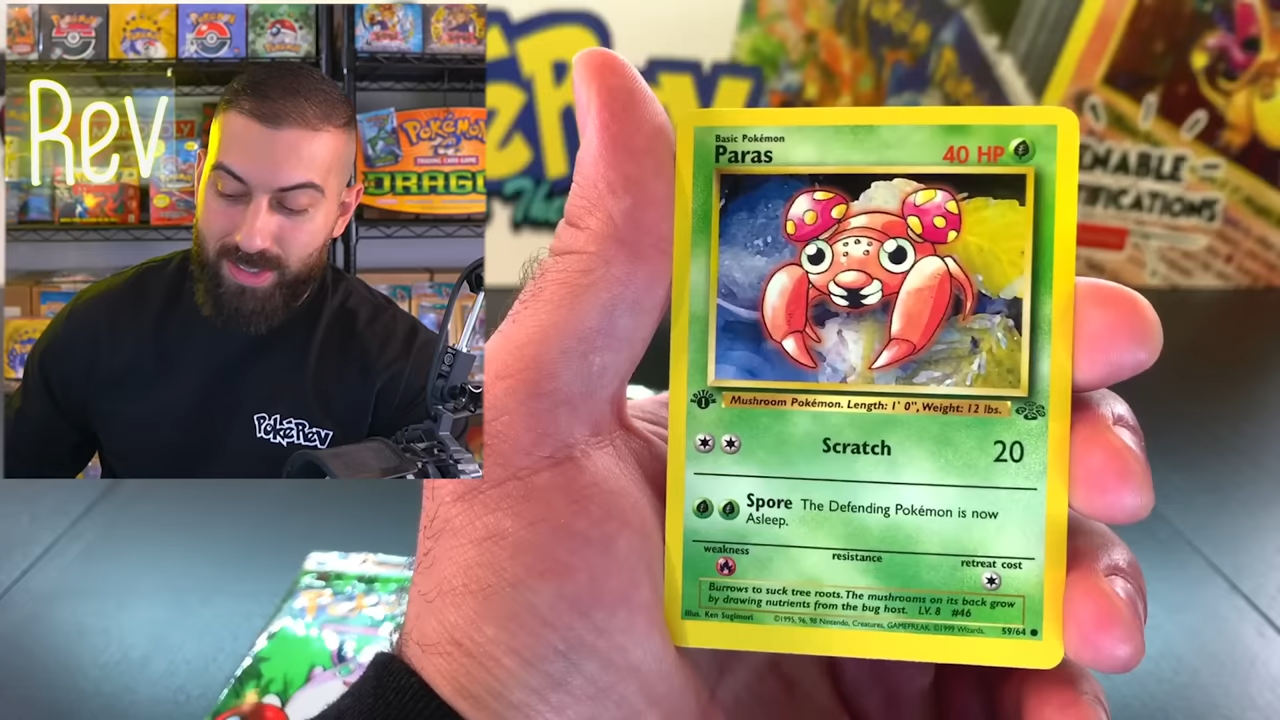 Rev
Pokémon
TRADING CARD GAME
DRAGO
PokéRev
Basic Pokémon
Paras
40 HP
EDITION
1
Mushroom Pokémon. Length: 1' 0", Weight: 12 lbs.
Scratch 20
Spore The Defending Pokémon is now
Asleep.
weakness resistance retreat cost
Burrows to suck tree roots. The mushrooms on its back grow
by drawing nutrients from the bug host. LV. 8 #46
Illus. Ken Sugimori ©1995, 96, 98 Nintendo, Creatures, GAMEFREAK. ©1999 Wizards. 59/64